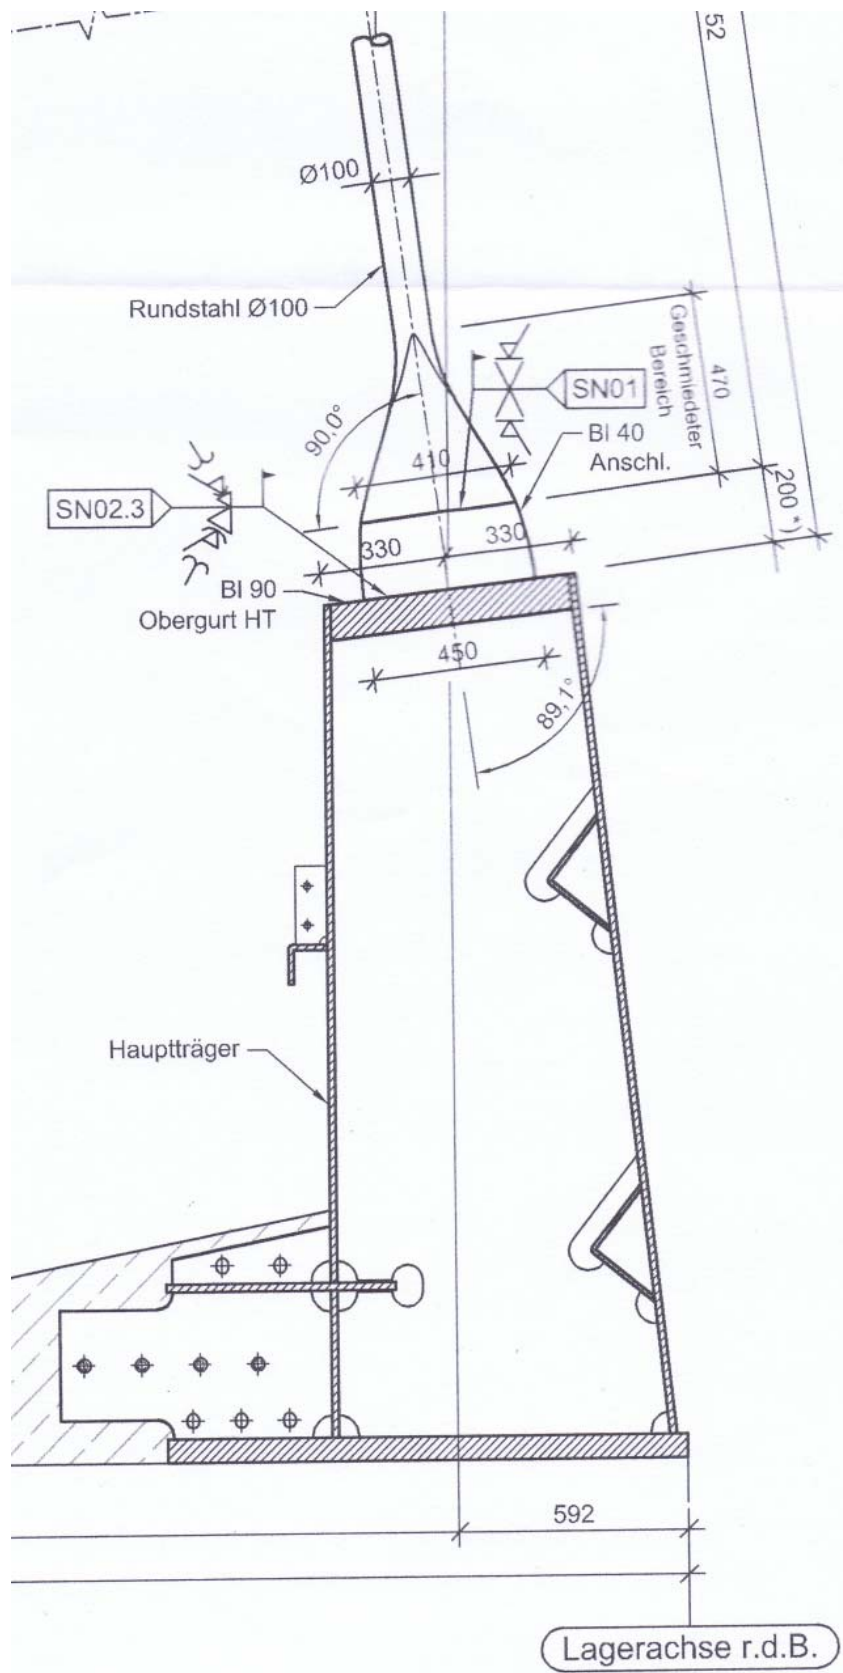 52
Ø100
Rundstahl Ø100
Geschmiedeter
Bereich
470
SN01
90,0°
Bl 40
Anschl.
410
200 *)
SN02.3
330
330
Bl 90
Obergurt HT
450
89,1°
Hauptträger
592
Lagerachse r.d.B.